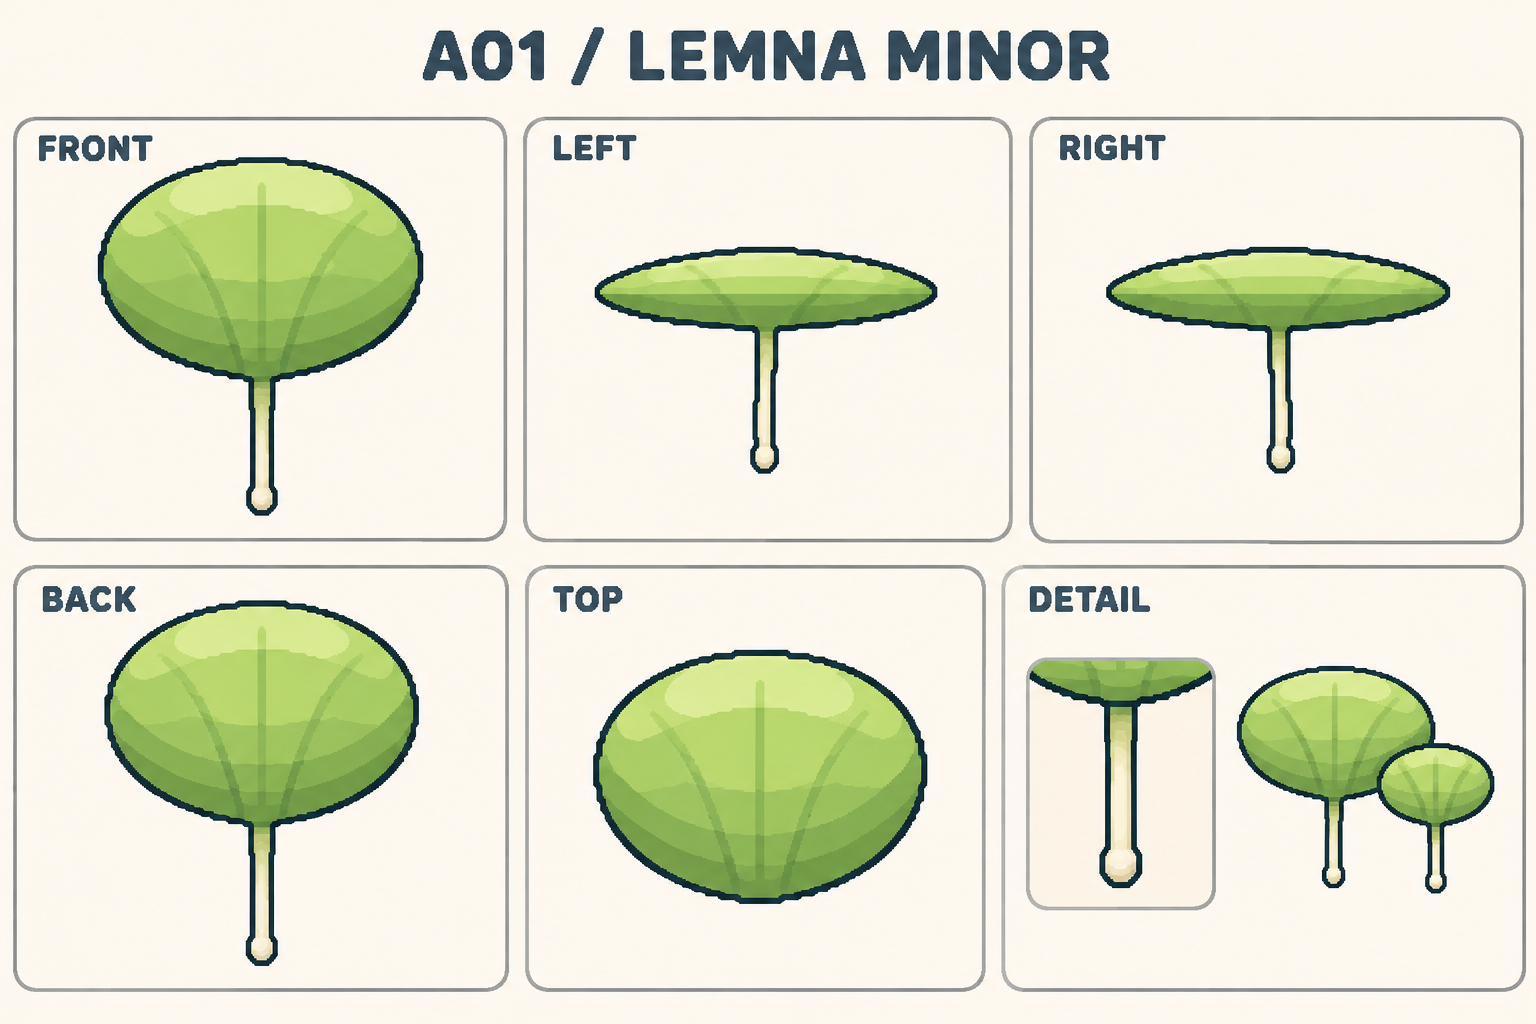 A01 / LEMNA MINOR
FRONT
LEFT
RIGHT
BACK
TOP
DETAIL